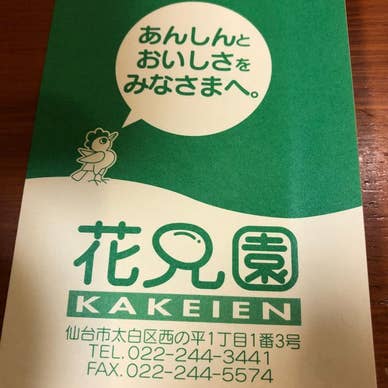 あんしんと
おいしさを
みなさまへ。
花兄園
KAKEIEN
仙台市太白区西の平1丁目1番3号
TEL.022-244-3441
FAX.022-244-5574